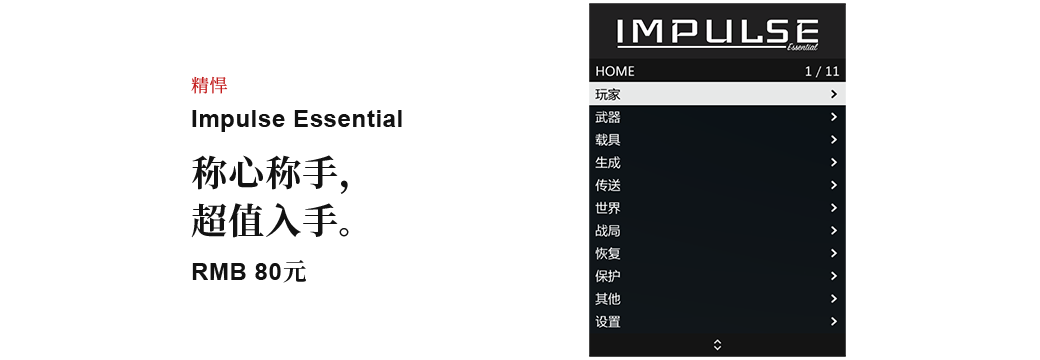 精悍
Impulse Essential
称心称手，
超值入手。
RMB 80元
IMPULSE
Essential
HOME 1 / 11
玩家
武器
载具
生成
传送
世界
战局
恢复
保护
其他
设置